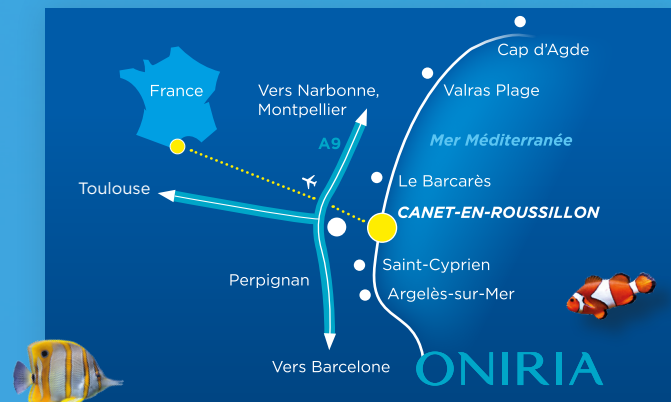 Cap d'Agde
France
Vers Narbonne,
Montpellier
Valras Plage
A9
Mer Méditerranée
Toulouse
Le Barcarès
CANET-EN-ROUSSILLON
Saint-Cyprien
Perpignan
Argelès-sur-Mer
Vers Barcelone
ONIRIA